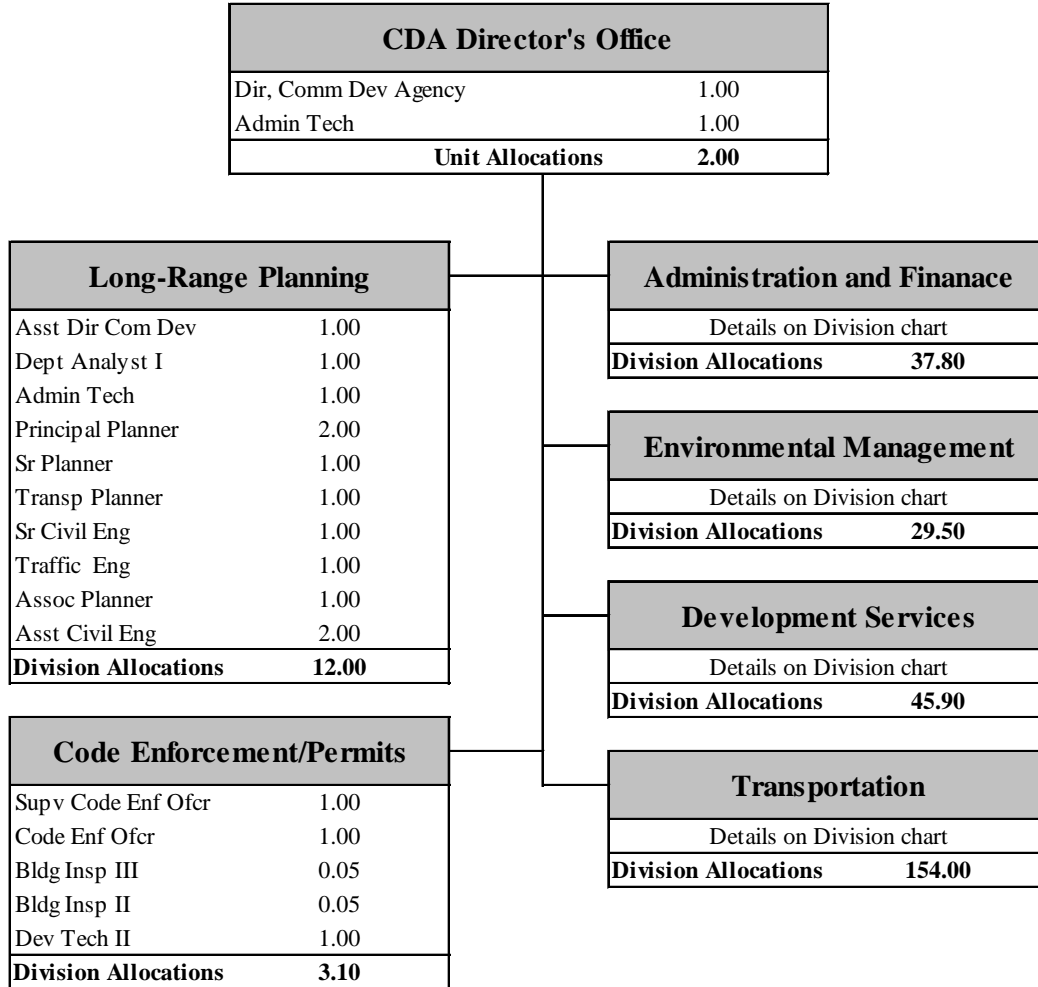 CDA Director's Office
Dir, Comm Dev Agency 1.00
Admin Tech 1.00
Unit Allocations 2.00
Long-Range Planning
Asst Dir Com Dev 1.00
Dept Analyst I 1.00
Admin Tech 1.00
Principal Planner 2.00
Sr Planner 1.00
Transp Planner 1.00
Sr Civil Eng 1.00
Traffic Eng 1.00
Assoc Planner 1.00
Asst Civil Eng 2.00
Division Allocations 12.00
Code Enforcement/Permits
Supv Code Enf Ofcr 1.00
Code Enf Ofcr 1.00
Bldg Insp III 0.05
Bldg Insp II 0.05
Dev Tech II 1.00
Division Allocations 3.10
Administration and Finanace
Details on Division chart
Division Allocations 37.80
Environmental Management
Details on Division chart
Division Allocations 29.50
Development Services
Details on Division chart
Division Allocations 45.90
Transportation
Details on Division chart
Division Allocations 154.00